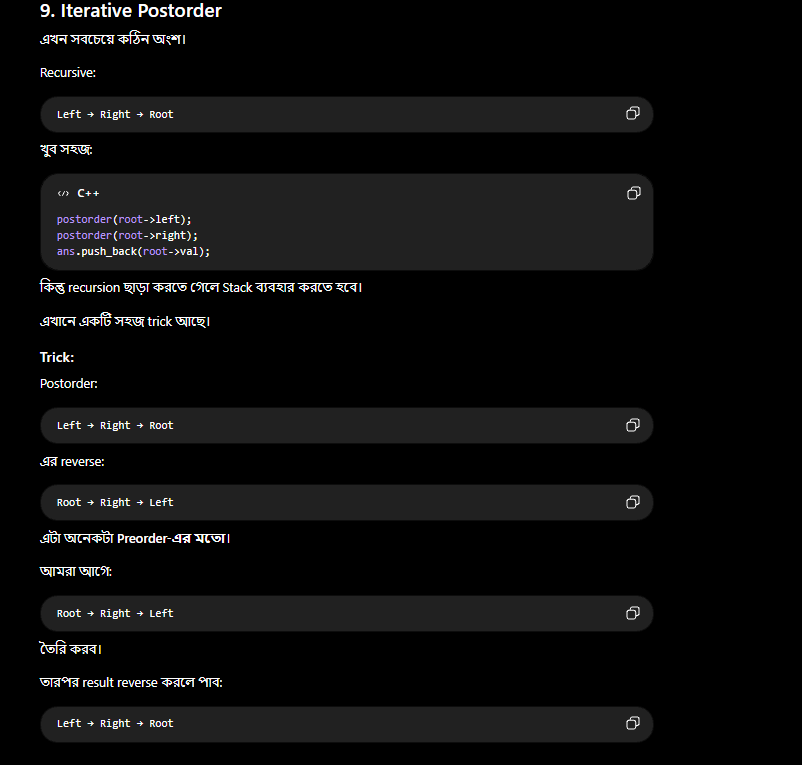 9. Iterative Postorder
এখন সবচেয়ে কঠিন অংশ।
Recursive:
Left → Right → Root
খুব সহজ:
</> C++
postorder(root->left);
postorder(root->right);
ans.push_back(root->val);
কিন্তু recursion ছাড়া করতে গেলে Stack ব্যবহার করতে হবে।
এখানে একটি সহজ trick আছে।
Trick:
Postorder:
Left → Right → Root
এর reverse:
Root → Right → Left
এটা অনেকটা Preorder-এর মতো।
আমরা আগে:
Root → Right → Left
তৈরি করব।
তারপর result reverse করলে পাব:
Left → Right → Root